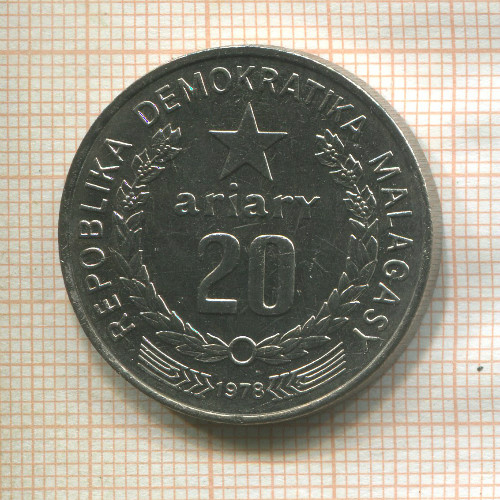 REPOBLIKA DEMOKRATIKA MALAGASY
ariary
20
1978